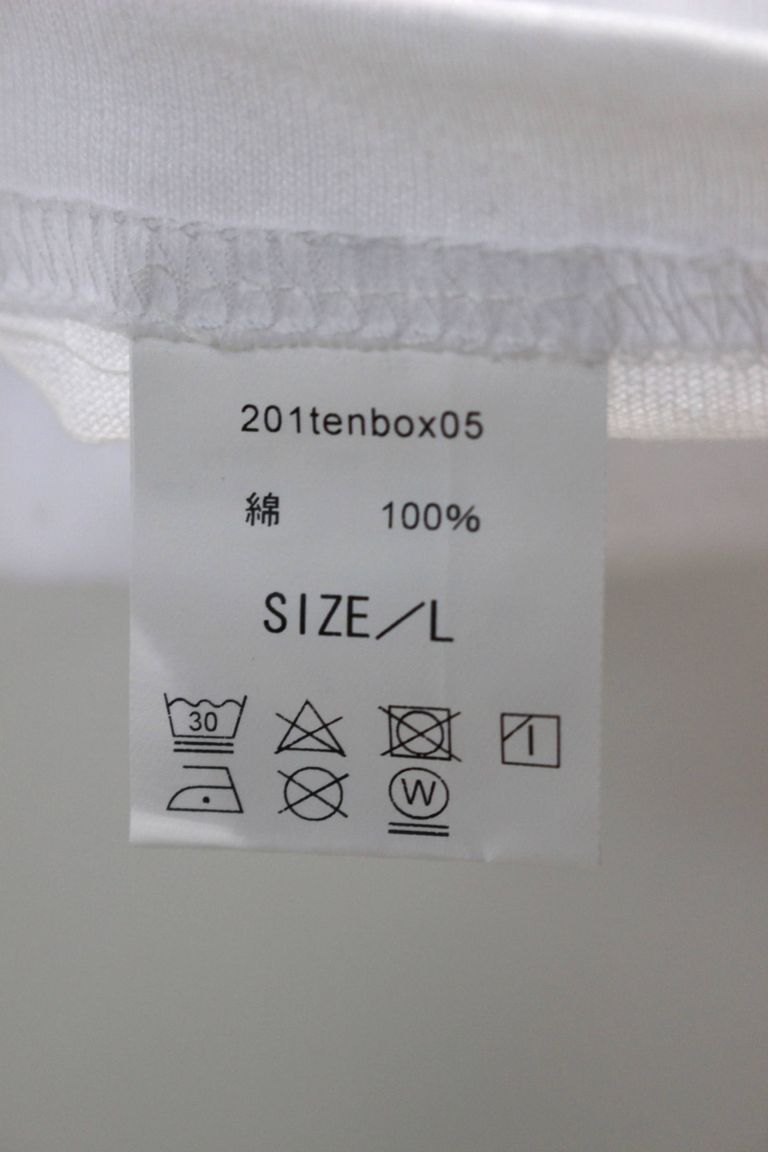 201tenbox05
綿 100%
SIZE／L
30
W